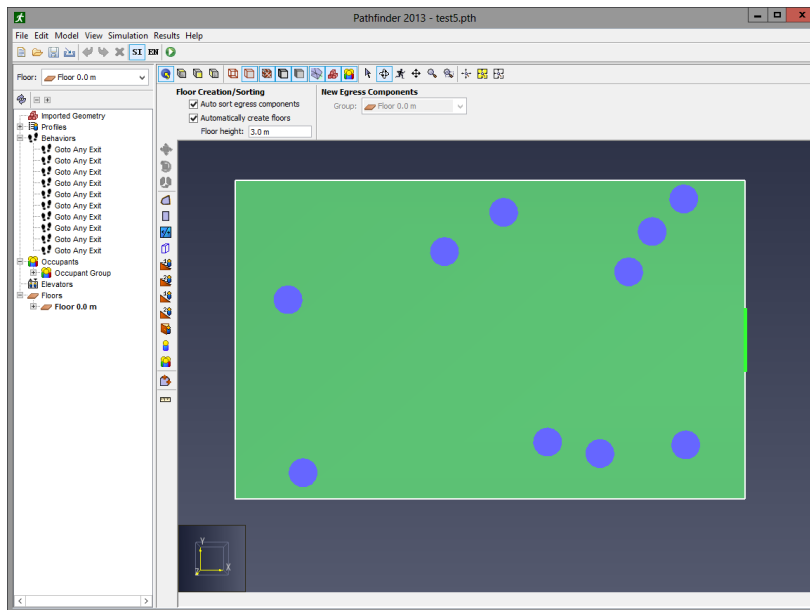 Pathfinder 2013 - test5.pth
File Edit Model View Simulation Results Help
SI EN
Floor: Floor 0.0 m
Floor Creation/Sorting
Auto sort egress components
Automatically create floors
Floor height: 3.0 m
New Egress Components
Group: Floor 0.0 m
Imported Geometry
Profiles
Behaviors
Goto Any Exit
Goto Any Exit
Goto Any Exit
Goto Any Exit
Goto Any Exit
Goto Any Exit
Goto Any Exit
Goto Any Exit
Goto Any Exit
Goto Any Exit
Occupants
Occupant Group
Elevators
Floors
Floor 0.0 m
Y
X
Z